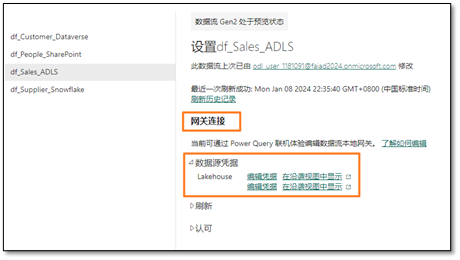 数据流 Gen2 处于预览状态
df_Customer_Dataverse
df_People_SharePoint
df_Sales_ADLS
df_Supplier_Snowflake
设置df_Sales_ADLS
此数据流上次已由 odl_user_1181091@faiad2024.onmicrosoft.com 修改
最近一次刷新成功: Mon Jan 08 2024 22:35:40 GMT+0800 (中国标准时间)
刷新历史记录
网关连接
当前可通过 Power Query 联机体验编辑数据流本地网关。 了解如何编辑
数据源凭据
Lakehouse 编辑凭据 在沿袭视图中显示
编辑凭据 在沿袭视图中显示
刷新
认可